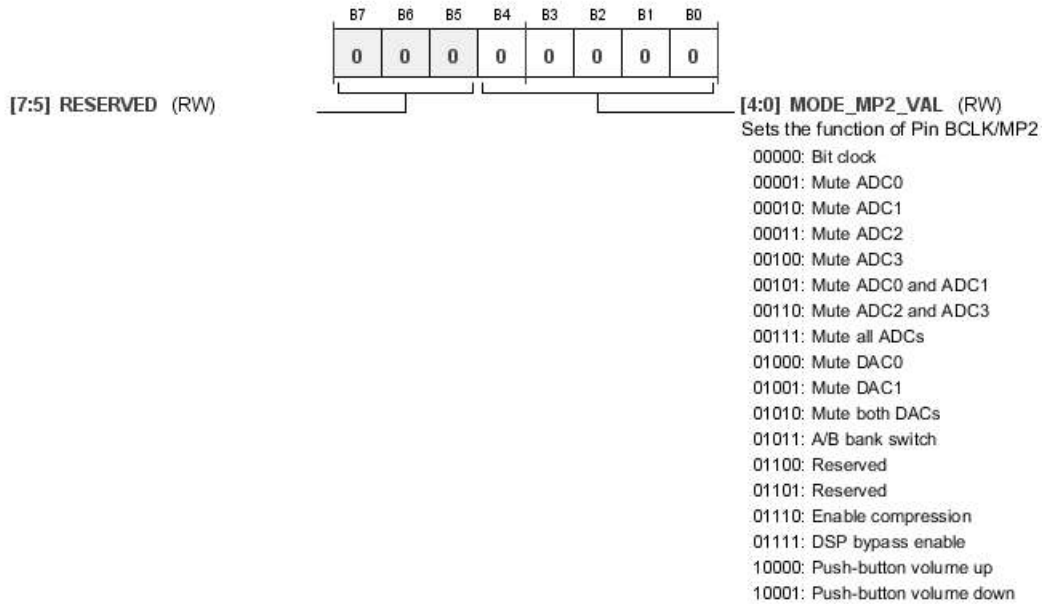 B7 B6 B5 B4 B3 B2 B1 B0
0 0 0 0 0 0 0 0
[7:5] RESERVED (RW)
[4:0] MODE_MP2_VAL (RW)
Sets the function of Pin BCLK/MP2
00000: Bit clock
00001: Mute ADC0
00010: Mute ADC1
00011: Mute ADC2
00100: Mute ADC3
00101: Mute ADC0 and ADC1
00110: Mute ADC2 and ADC3
00111: Mute all ADCs
01000: Mute DAC0
01001: Mute DAC1
01010: Mute both DACs
01011: A/B bank switch
01100: Reserved
01101: Reserved
01110: Enable compression
01111: DSP bypass enable
10000: Push-button volume up
10001: Push-button volume down